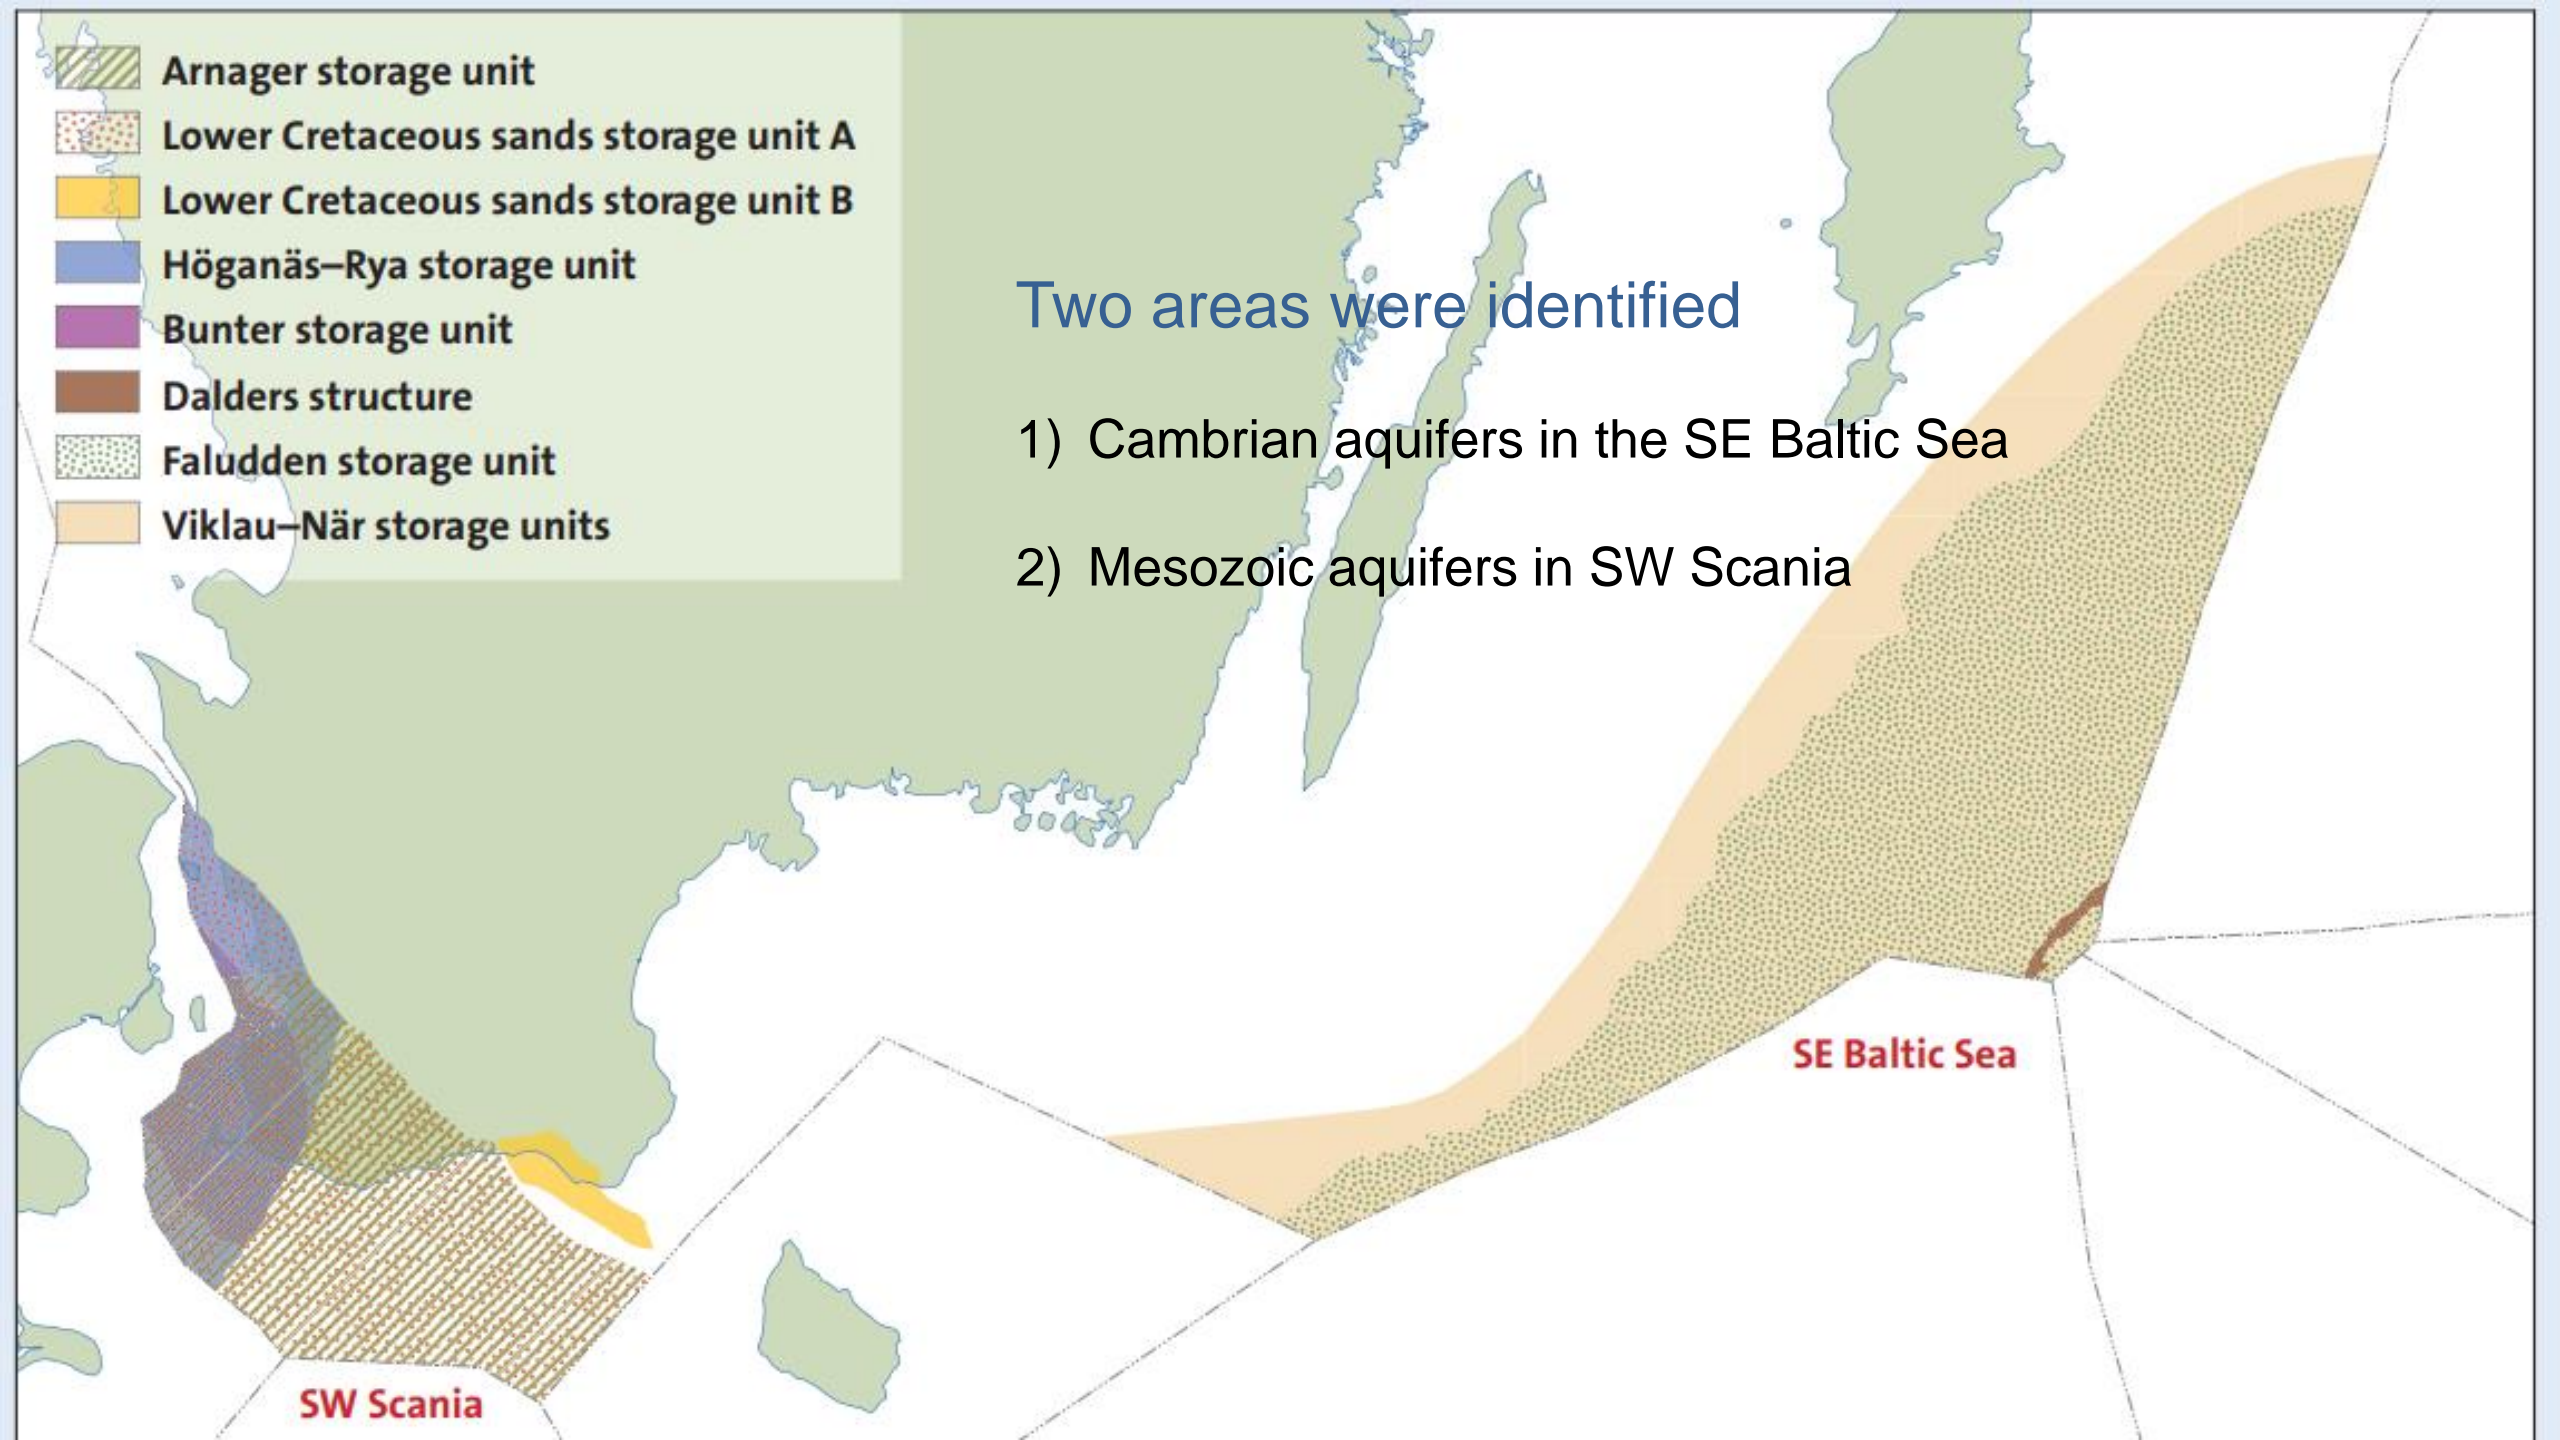 Arnager storage unit
Lower Cretaceous sands storage unit A
Lower Cretaceous sands storage unit B
Höganäs–Rya storage unit
Bunter storage unit
Dalders structure
Faludden storage unit
Viklau–När storage units
Two areas were identified
1) Cambrian aquifers in the SE Baltic Sea
2) Mesozoic aquifers in SW Scania
SE Baltic Sea
SW Scania